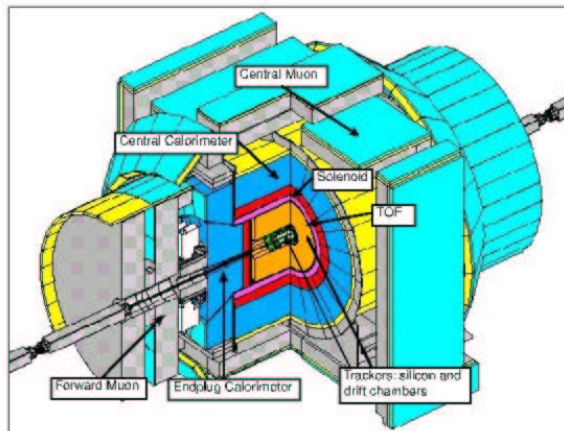 Central Muon
Central Calorimeter
Solenoid
TOF
Forward Muon
Endplug Calorimeter
Trackers: silicon and
drift chambers